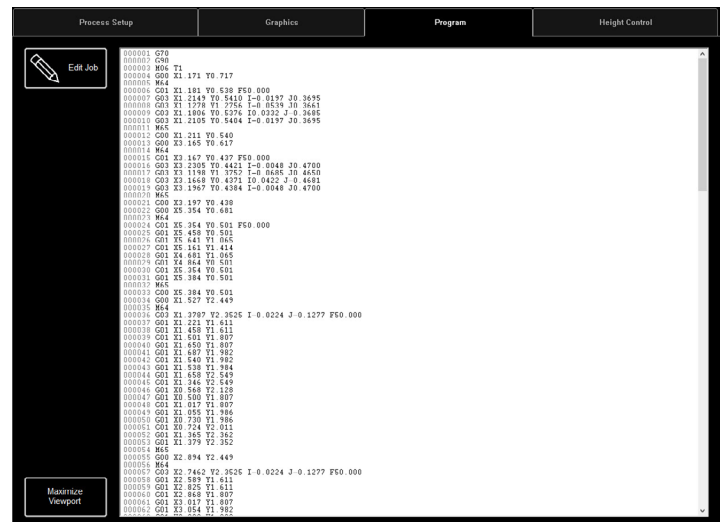 Process Setup
Graphics
Program
Height Control
Edit Job
000001 G70
000002 G90
000003 M06 T1
000004 G00 X1.171 Y0.717
000005 M64
000006 G01 X1.181 Y0.538 F50.000
000007 G03 X1.2149 Y0.5410 I-0.0197 J0.3695
000008 G03 X1.1278 Y1.2756 I-0.0539 J0.3661
000009 G03 X1.1806 Y0.5376 I0.0332 J-0.3685
000010 G03 X1.2105 Y0.5404 I-0.0197 J0.3695
000011 M65
000012 G00 X1.211 Y0.540
000013 G00 X3.165 Y0.617
000014 M64
000015 G01 X3.167 Y0.437 F50.000
000016 G03 X3.2305 Y0.4421 I-0.0048 J0.4700
000017 G03 X3.1198 Y1.3752 I-0.0685 J0.4650
000018 G03 X3.1668 Y0.4371 I0.0422 J-0.4681
000019 G03 X3.1967 Y0.4384 I-0.0048 J0.4700
000020 M65
000021 G00 X3.197 Y0.438
000022 G00 X5.354 Y0.681
000023 M64
000024 G01 X5.354 Y0.501 F50.000
000025 G01 X5.458 Y0.501
000026 G01 X5.641 Y1.065
000027 G01 X5.161 Y1.414
000028 G01 X4.681 Y1.065
000029 G01 X4.864 Y0.501
000030 G01 X5.354 Y0.501
000031 G01 X5.384 Y0.501
000032 M65
000033 G00 X5.384 Y0.501
000034 G00 X1.527 Y2.449
000035 M64
000036 G03 X1.3787 Y2.3525 I-0.0224 J-0.1277 F50.000
000037 G01 X1.221 Y1.611
000038 G01 X1.458 Y1.611
000039 G01 X1.501 Y1.807
000040 G01 X1.650 Y1.807
000041 G01 X1.687 Y1.982
000042 G01 X1.540 Y1.982
000043 G01 X1.538 Y1.984
000044 G01 X1.658 Y2.549
000045 G01 X1.346 Y2.549
000046 G01 X0.568 Y2.128
000047 G01 X0.500 Y1.807
000048 G01 X1.017 Y1.807
000049 G01 X1.055 Y1.986
000050 G01 X0.730 Y1.986
000051 G01 X0.724 Y2.011
000052 G01 X1.365 Y2.362
000053 G01 X1.379 Y2.352
000054 M65
000055 G00 X2.894 Y2.449
000056 M64
000057 G03 X2.7462 Y2.3525 I-0.0224 J-0.1277 F50.000
000058 G01 X2.589 Y1.611
000059 G01 X2.825 Y1.611
000060 G01 X2.868 Y1.807
000061 G01 X3.017 Y1.807
000062 G01 X3.054 Y1.982
Maximize
Viewport